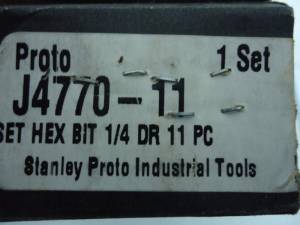 Proto 1 Set
J4770-11
SET HEX BIT 1/4 DR 11 PC
Stanley Proto Industrial Tools